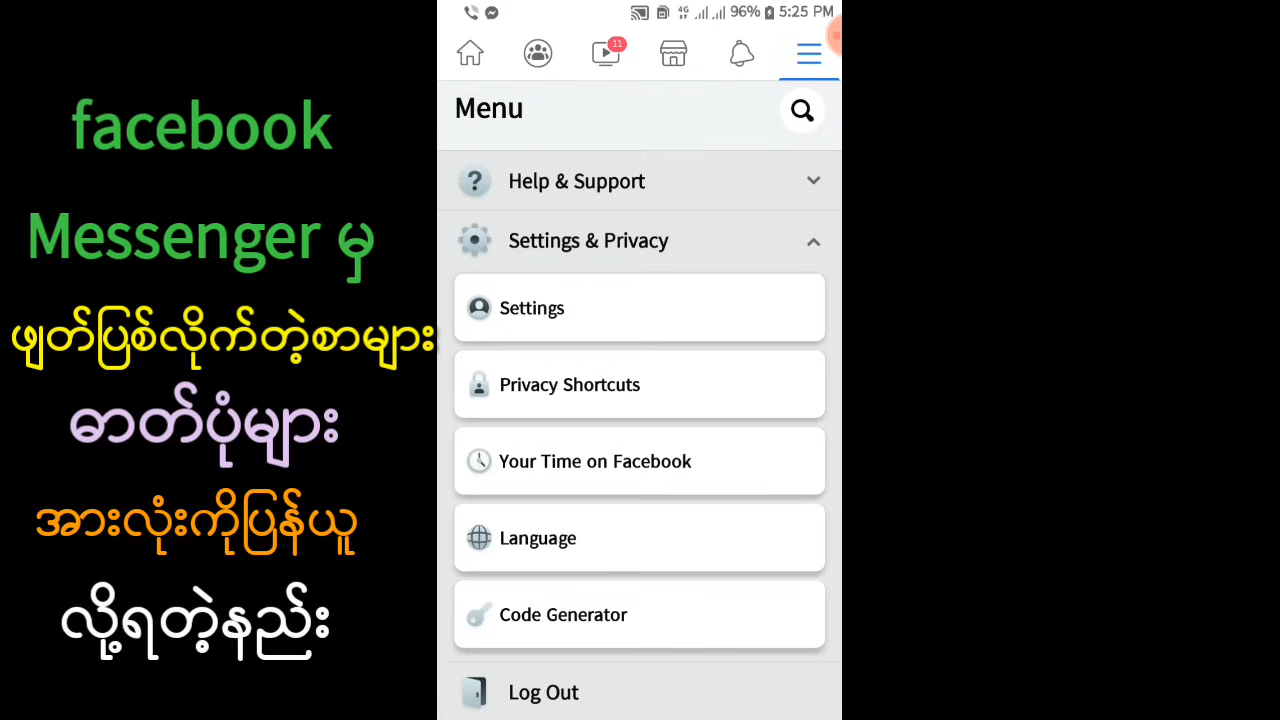 facebook
Messenger မှ
ဖျတ်ပြစ်လိုက်တဲ့စာများ
ဓာတ်ပုံများ
အားလုံးကိုပြန်ယူ
လို့ရတဲ့နည်း
4G 96% 5:25 PM
11
Menu
Help & Support
Settings & Privacy
Settings
Privacy Shortcuts
Your Time on Facebook
Language
Code Generator
Log Out